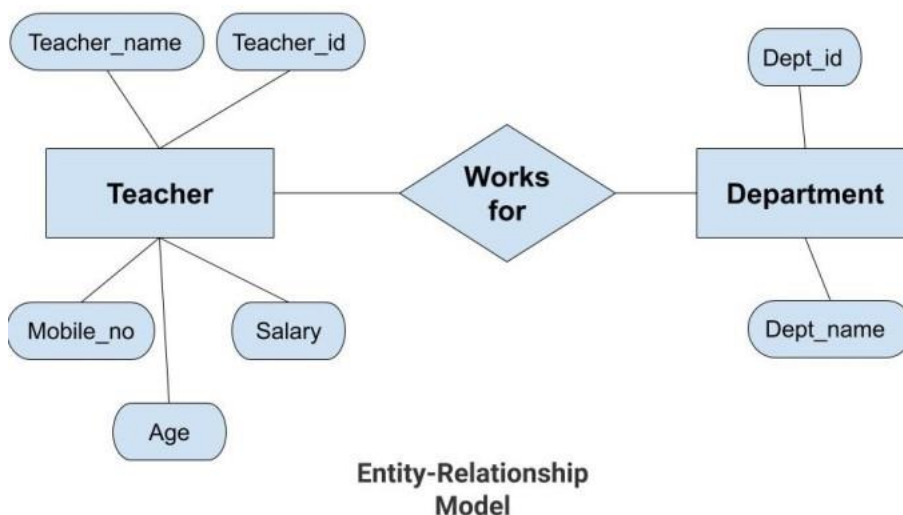 Teacher_name
Teacher_id
Dept_id
Teacher
Works
for
Department
Mobile_no
Salary
Dept_name
Age
Entity-Relationship
Model